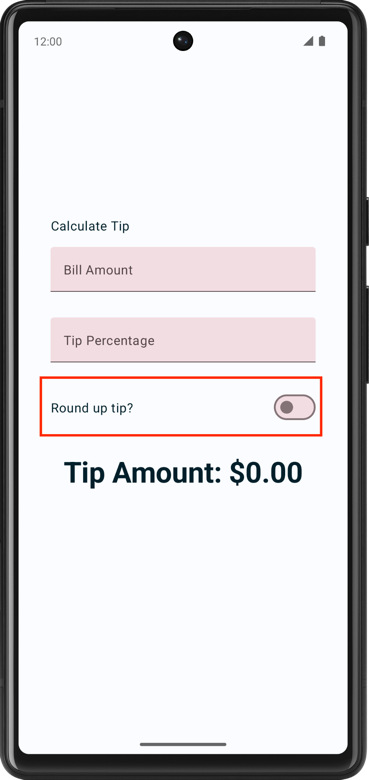 12:00
Calculate Tip
Bill Amount
Tip Percentage
Round up tip?
Tip Amount: $0.00